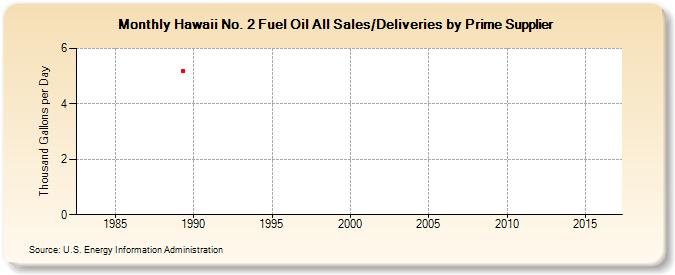 Monthly Hawaii No. 2 Fuel Oil All Sales/Deliveries by Prime Supplier
Thousand Gallons per Day
6
4
2
0
1985 1990 1995 2000 2005 2010 2015
Source: U.S. Energy Information Administration